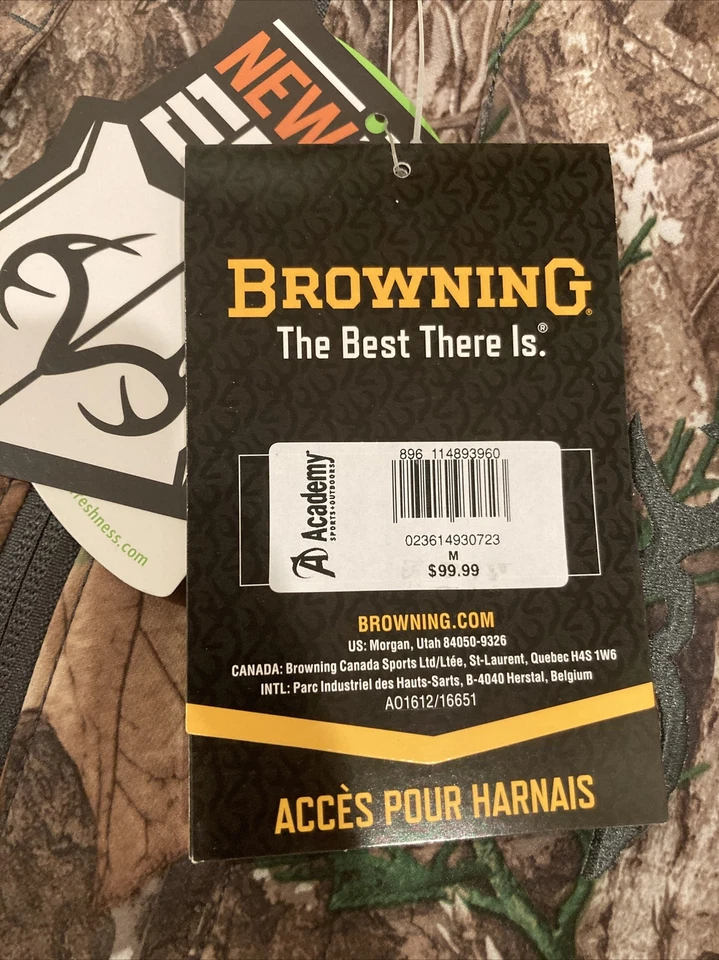 NEW
BROWNING®
The Best There Is.®
Academy
SPORTS+OUTDOORS
896 114893960
023614930723
M
$99.99
BROWNING.COM
US: Morgan, Utah 84050-9326
CANADA: Browning Canada Sports Ltd/Ltée, St-Laurent, Quebec H4S 1W6
INTL: Parc Industriel des Hauts-Sarts, B-4040 Herstal, Belgium
AO1612/16651
ACCÈS POUR HARNAIS
reshness.com